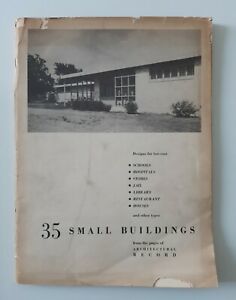 Designs for low-cost
• SCHOOLS
• HOSPITALS
• STORES
• JAIL
• LIBRARY
• RESTAURANT
• HOUSES
and other types
35 SMALL BUILDINGS
from the pages of
ARCHITECTURAL
RECORD